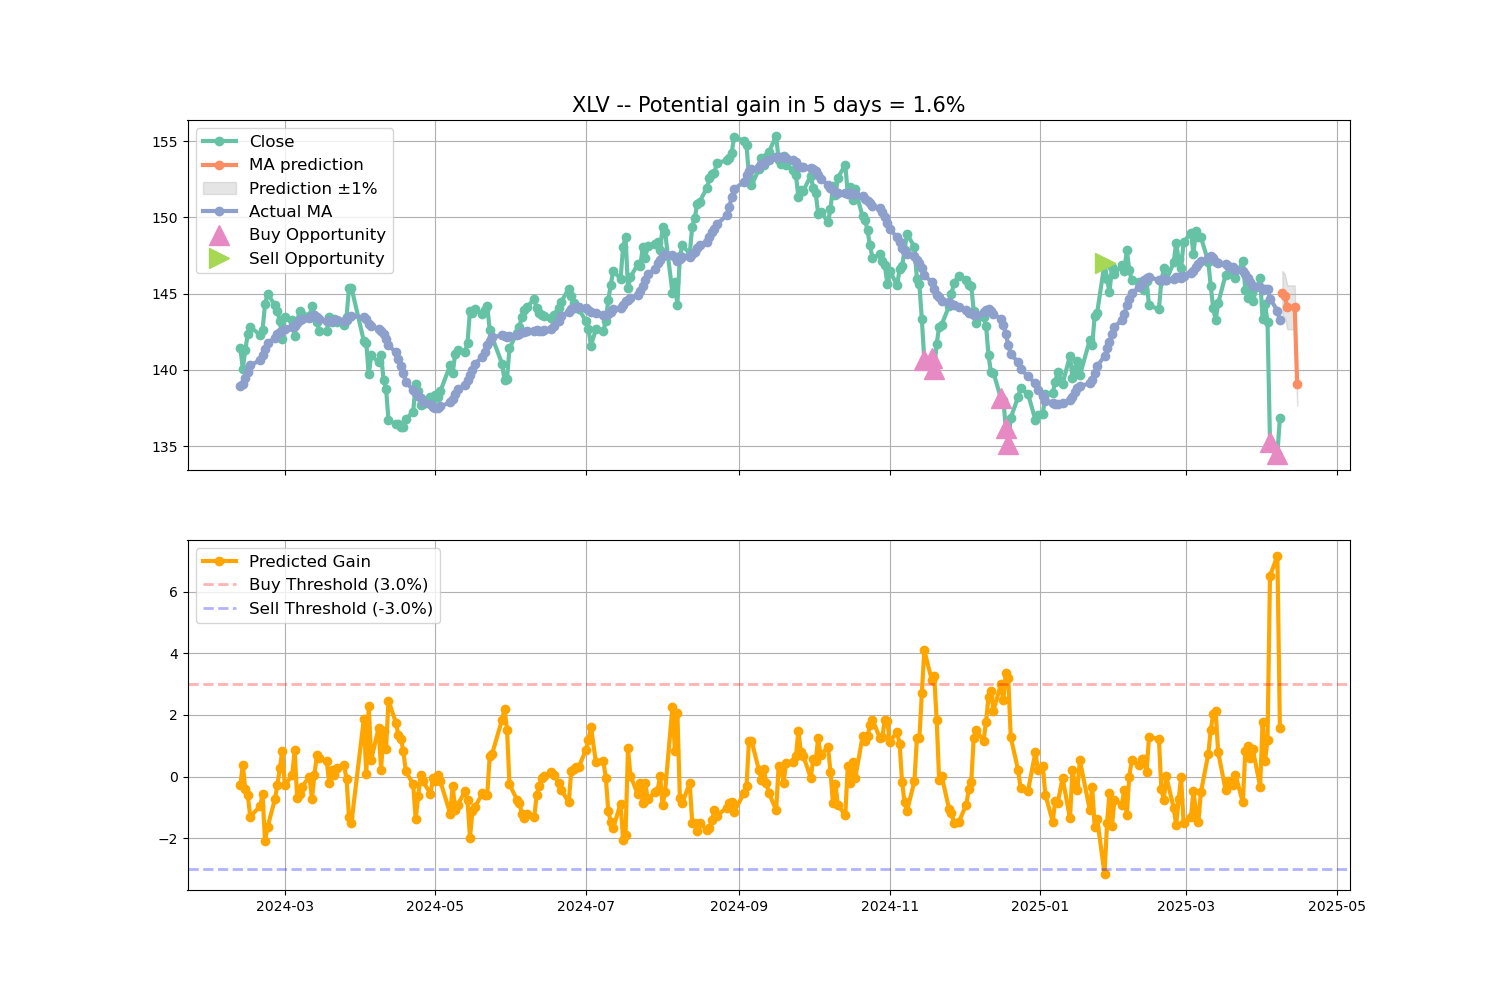 XLV -- Potential gain in 5 days = 1.6%
Close
MA prediction
Prediction ±1%
Actual MA
Buy Opportunity
Sell Opportunity
155
150
145
140
135
Predicted Gain
Buy Threshold (3.0%)
Sell Threshold (-3.0%)
6
4
2
0
−2
2024-03 2024-05 2024-07 2024-09 2024-11 2025-01 2025-03 2025-05